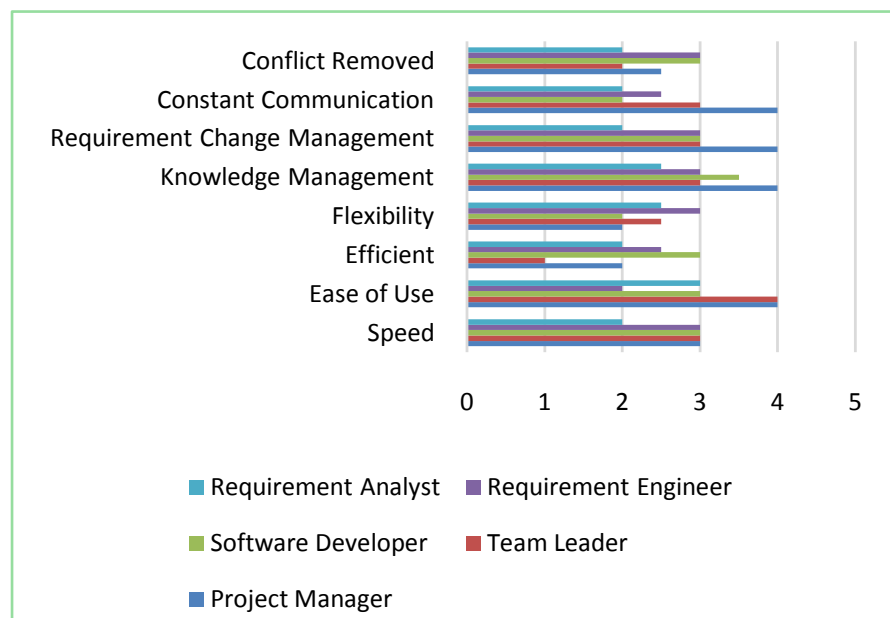 Conflict Removed
Constant Communication
Requirement Change Management
Knowledge Management
Flexibility
Efficient
Ease of Use
Speed
0 1 2 3 4 5
Requirement Analyst Requirement Engineer
Software Developer Team Leader
Project Manager